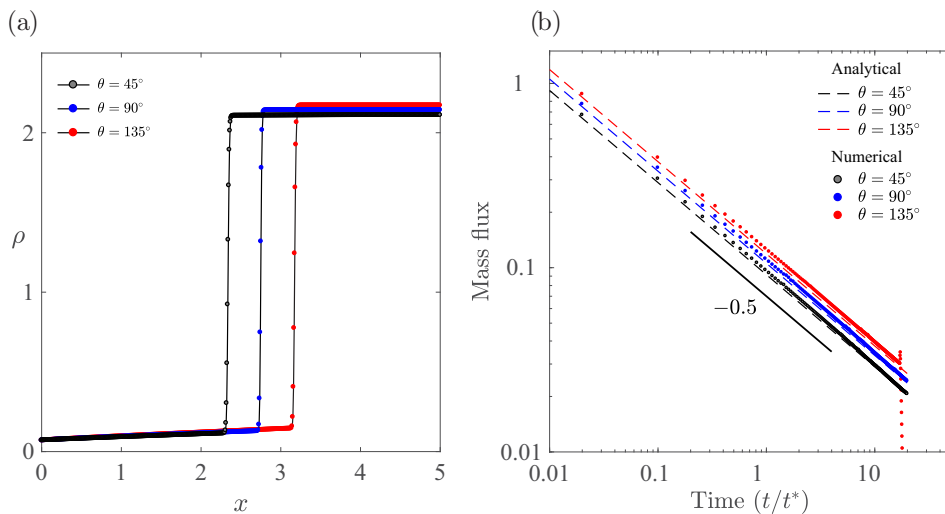 (a)
θ = 45°
θ = 90°
θ = 135°
2
1
0
ρ
0 1 2 3 4 5
x
(b)
Analytical
θ = 45°
θ = 90°
θ = 135°
Numerical
θ = 45°
θ = 90°
θ = 135°
−0.5
1
0.1
0.01
Mass flux
0.01 0.1 1 10
Time (t/t*)